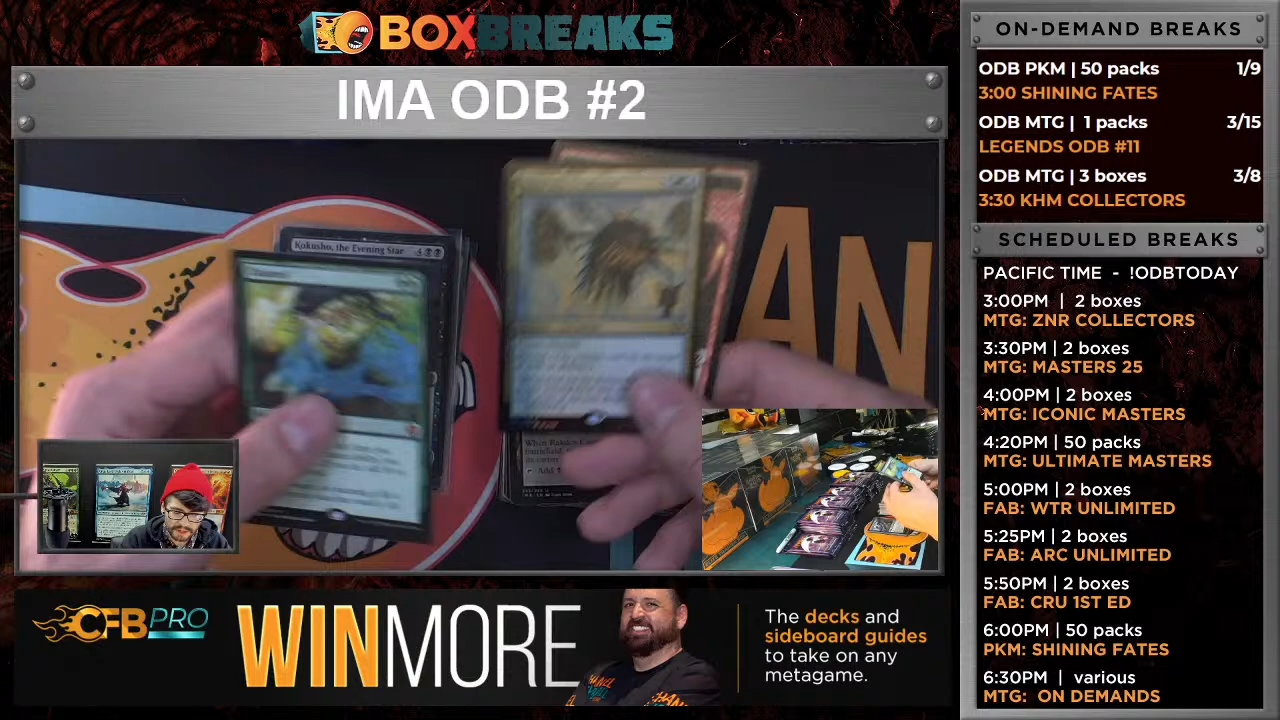 BOXBREAKS
IMA ODB #2
Kokusho, the Evening Star
Add
CFBPRO
WINMORE
The decks and
sideboard guides
to take on any
metagame.
ON-DEMAND BREAKS
ODB PKM | 50 packs 1/9
3:00 SHINING FATES
ODB MTG | 1 packs 3/15
LEGENDS ODB #11
ODB MTG | 3 boxes 3/8
3:30 KHM COLLECTORS
SCHEDULED BREAKS
PACIFIC TIME - !ODBTODAY
3:00PM | 2 boxes
MTG: ZNR COLLECTORS
3:30PM | 2 boxes
MTG: MASTERS 25
4:00PM | 2 boxes
MTG: ICONIC MASTERS
4:20PM | 50 packs
MTG: ULTIMATE MASTERS
5:00PM | 2 boxes
FAB: WTR UNLIMITED
5:25PM | 2 boxes
FAB: ARC UNLIMITED
5:50PM | 2 boxes
FAB: CRU 1ST ED
6:00PM | 50 packs
PKM: SHINING FATES
6:30PM | various
MTG: ON DEMANDS